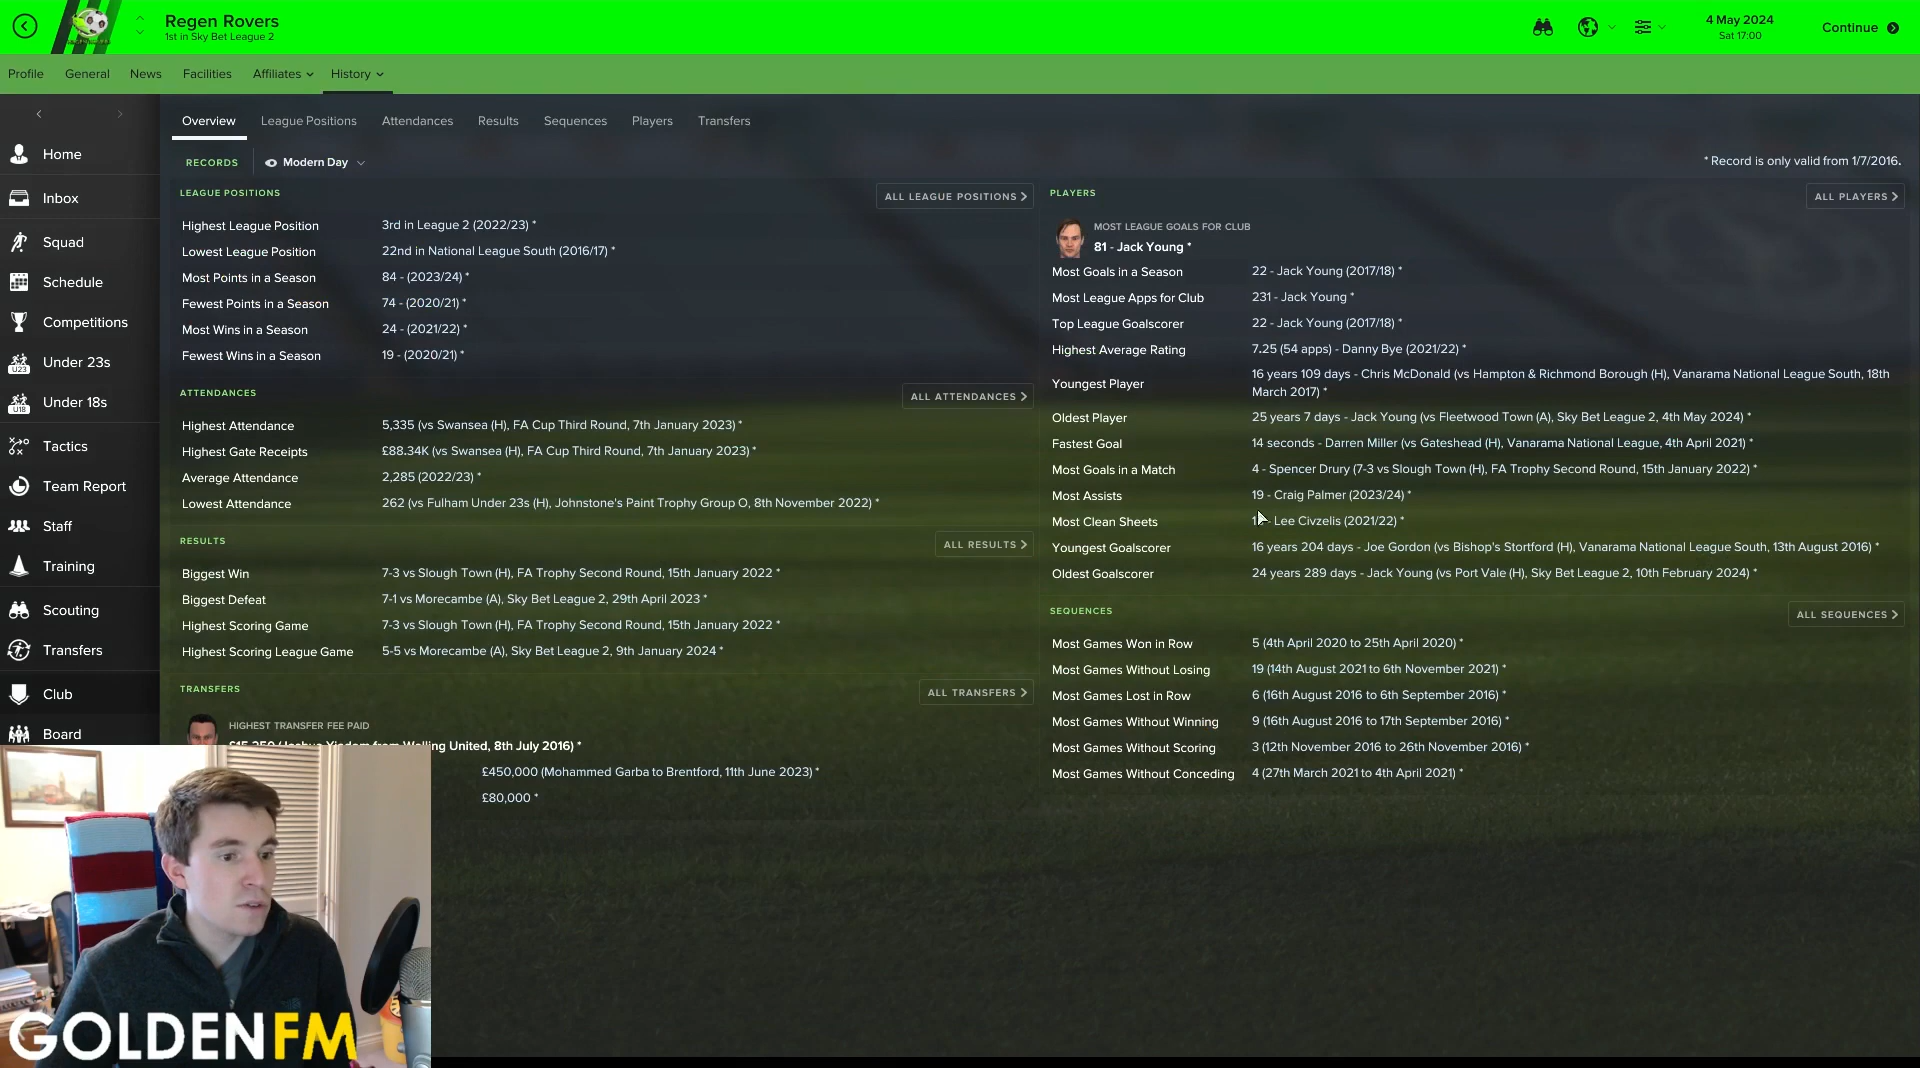 Regen Rovers
1st in Sky Bet League 2
4 May 2024
Sat 17:00
Continue
Profile
General
News
Facilities
Affiliates
History
Overview
League Positions
Attendances
Results
Sequences
Players
Transfers
RECORDS
Modern Day
* Record is only valid from 1/7/2016.
Home
Inbox
Squad
Schedule
Competitions
U23
Under 23s
U18
Under 18s
Tactics
Team Report
Staff
Training
Scouting
Transfers
Club
Board
LEAGUE POSITIONS
ALL LEAGUE POSITIONS
Highest League Position 3rd in League 2 (2022/23) *
Lowest League Position 22nd in National League South (2016/17) *
Most Points in a Season 84 - (2023/24) *
Fewest Points in a Season 74 - (2020/21) *
Most Wins in a Season 24 - (2021/22) *
Fewest Wins in a Season 19 - (2020/21) *
ATTENDANCES
ALL ATTENDANCES
Highest Attendance 5,335 (vs Swansea (H), FA Cup Third Round, 7th January 2023) *
Highest Gate Receipts £88.34K (vs Swansea (H), FA Cup Third Round, 7th January 2023) *
Average Attendance 2,285 (2022/23) *
Lowest Attendance 262 (vs Fulham Under 23s (H), Johnstone's Paint Trophy Group O, 8th November 2022) *
RESULTS
ALL RESULTS
Biggest Win 7-3 vs Slough Town (H), FA Trophy Second Round, 15th January 2022 *
Biggest Defeat 7-1 vs Morecambe (A), Sky Bet League 2, 29th April 2023 *
Highest Scoring Game 7-3 vs Slough Town (H), FA Trophy Second Round, 15th January 2022 *
Highest Scoring League Game 5-5 vs Morecambe (A), Sky Bet League 2, 9th January 2024 *
TRANSFERS
ALL TRANSFERS
HIGHEST TRANSFER FEE PAID
from Welling United, 8th July 2016) *
£450,000 (Mohammed Garba to Brentford, 11th June 2023) *
£80,000 *
PLAYERS
ALL PLAYERS
MOST LEAGUE GOALS FOR CLUB
81 - Jack Young *
Most Goals in a Season 22 - Jack Young (2017/18) *
Most League Apps for Club 231 - Jack Young *
Top League Goalscorer 22 - Jack Young (2017/18) *
Highest Average Rating 7.25 (54 apps) - Danny Bye (2021/22) *
Youngest Player 16 years 109 days - Chris McDonald (vs Hampton & Richmond Borough (H), Vanarama National League South, 18th
March 2017) *
Oldest Player 25 years 7 days - Jack Young (vs Fleetwood Town (A), Sky Bet League 2, 4th May 2024) *
Fastest Goal 14 seconds - Darren Miller (vs Gateshead (H), Vanarama National League, 4th April 2021) *
Most Goals in a Match 4 - Spencer Drury (7-3 vs Slough Town (H), FA Trophy Second Round, 15th January 2022) *
Most Assists 19 - Craig Palmer (2023/24) *
Most Clean Sheets - Lee Civzelis (2021/22) *
Youngest Goalscorer 16 years 204 days - Joe Gordon (vs Bishop's Stortford (H), Vanarama National League South, 13th August 2016) *
Oldest Goalscorer 24 years 289 days - Jack Young (vs Port Vale (H), Sky Bet League 2, 10th February 2024) *
SEQUENCES
ALL SEQUENCES
Most Games Won in Row 5 (4th April 2020 to 25th April 2020) *
Most Games Without Losing 19 (14th August 2021 to 6th November 2021) *
Most Games Lost in Row 6 (16th August 2016 to 6th September 2016) *
Most Games Without Winning 9 (16th August 2016 to 17th September 2016) *
Most Games Without Scoring 3 (12th November 2016 to 26th November 2016) *
Most Games Without Conceding 4 (27th March 2021 to 4th April 2021) *
GOLDENFM